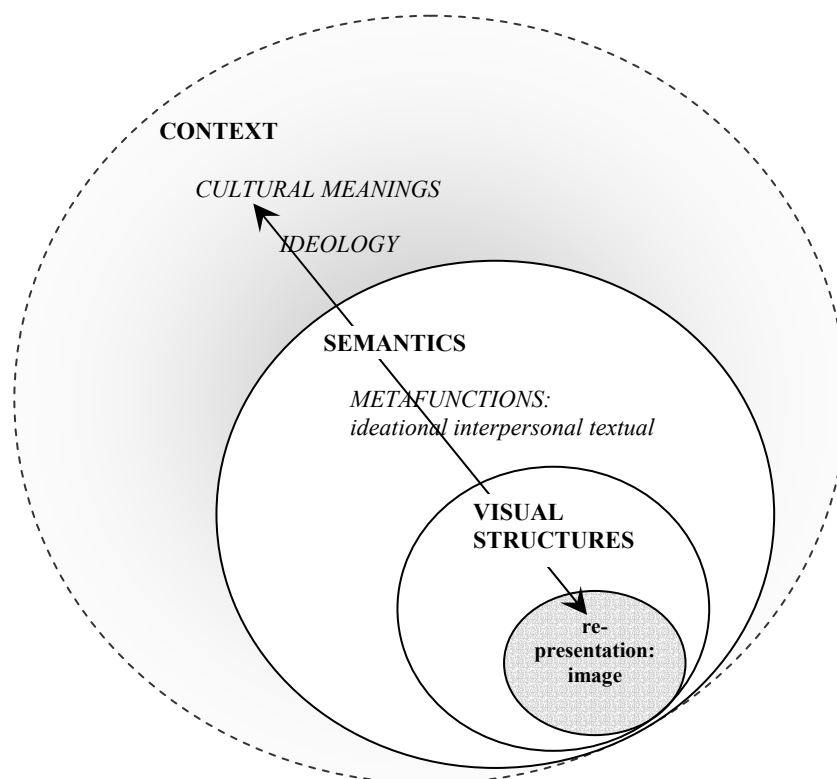 CONTEXT
CULTURAL MEANINGS
IDEOLOGY
SEMANTICS
METAFUNCTIONS:
ideational interpersonal textual
VISUAL
STRUCTURES
re-
presentation:
image